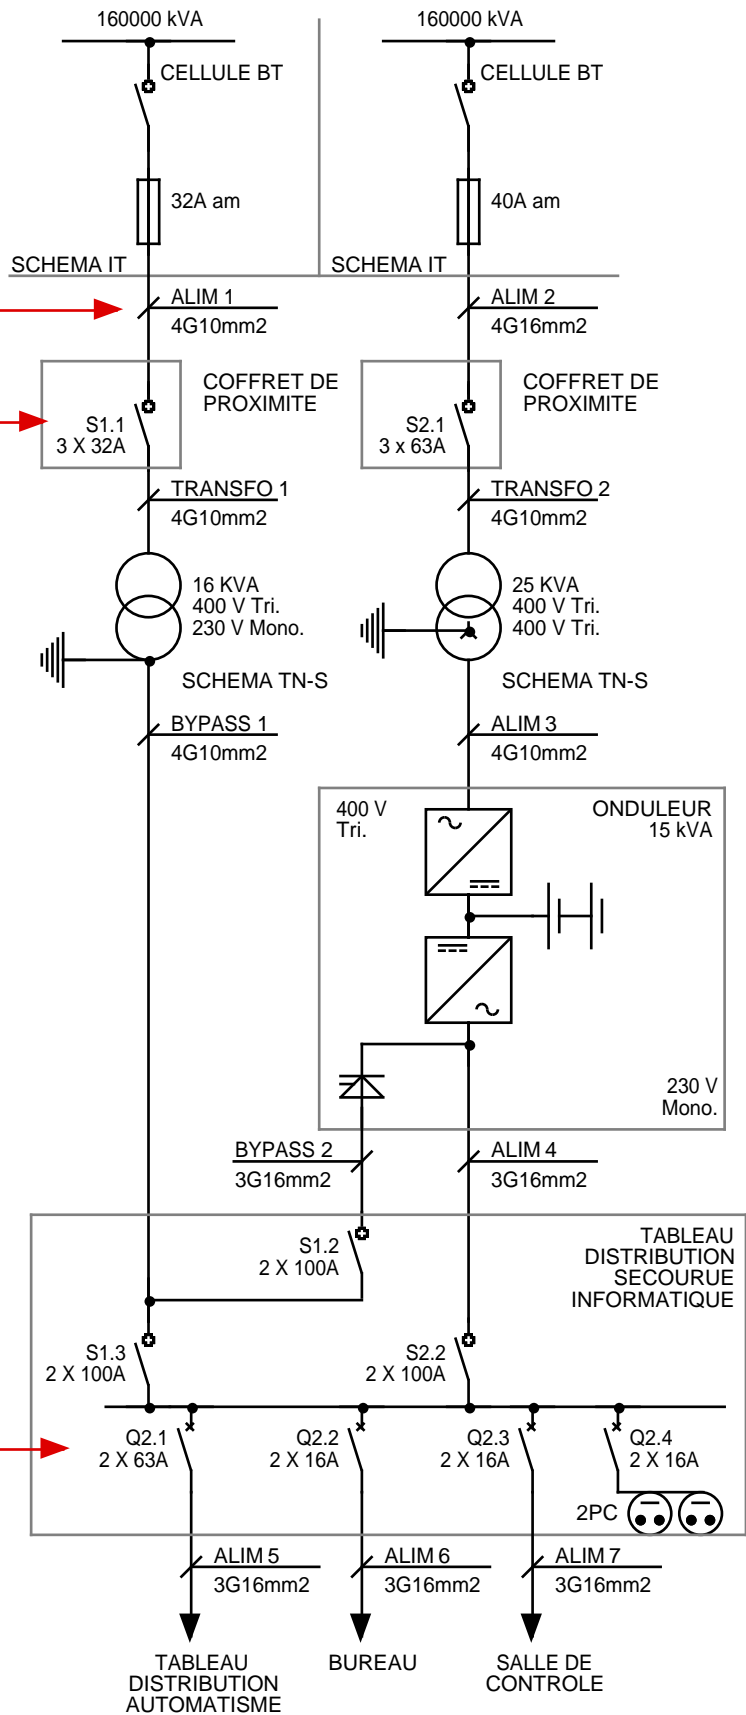 160000 kVA
160000 kVA
CELLULE BT
CELLULE BT
32A am
40A am
SCHEMA IT
SCHEMA IT
ALIM 1
4G10mm2
ALIM 2
4G16mm2
COFFRET DE
PROXIMITE
S1.1
3 X 32A
COFFRET DE
PROXIMITE
S2.1
3 x 63A
TRANSFO 1
4G10mm2
TRANSFO 2
4G10mm2
16 KVA
400 V Tri.
230 V Mono.
25 KVA
400 V Tri.
400 V Tri.
SCHEMA TN-S
SCHEMA TN-S
BYPASS 1
4G10mm2
ALIM 3
4G10mm2
400 V
Tri.
ONDULEUR
15 kVA
230 V
Mono.
BYPASS 2
3G16mm2
ALIM 4
3G16mm2
S1.2
2 X 100A
TABLEAU
DISTRIBUTION
SECOURUE
INFORMATIQUE
S1.3
2 X 100A
S2.2
2 X 100A
Q2.1
2 X 63A
Q2.2
2 X 16A
Q2.3
2 X 16A
Q2.4
2 X 16A
2PC
ALIM 5
3G16mm2
ALIM 6
3G16mm2
ALIM 7
3G16mm2
TABLEAU
DISTRIBUTION
AUTOMATISME
BUREAU
SALLE DE
CONTROLE